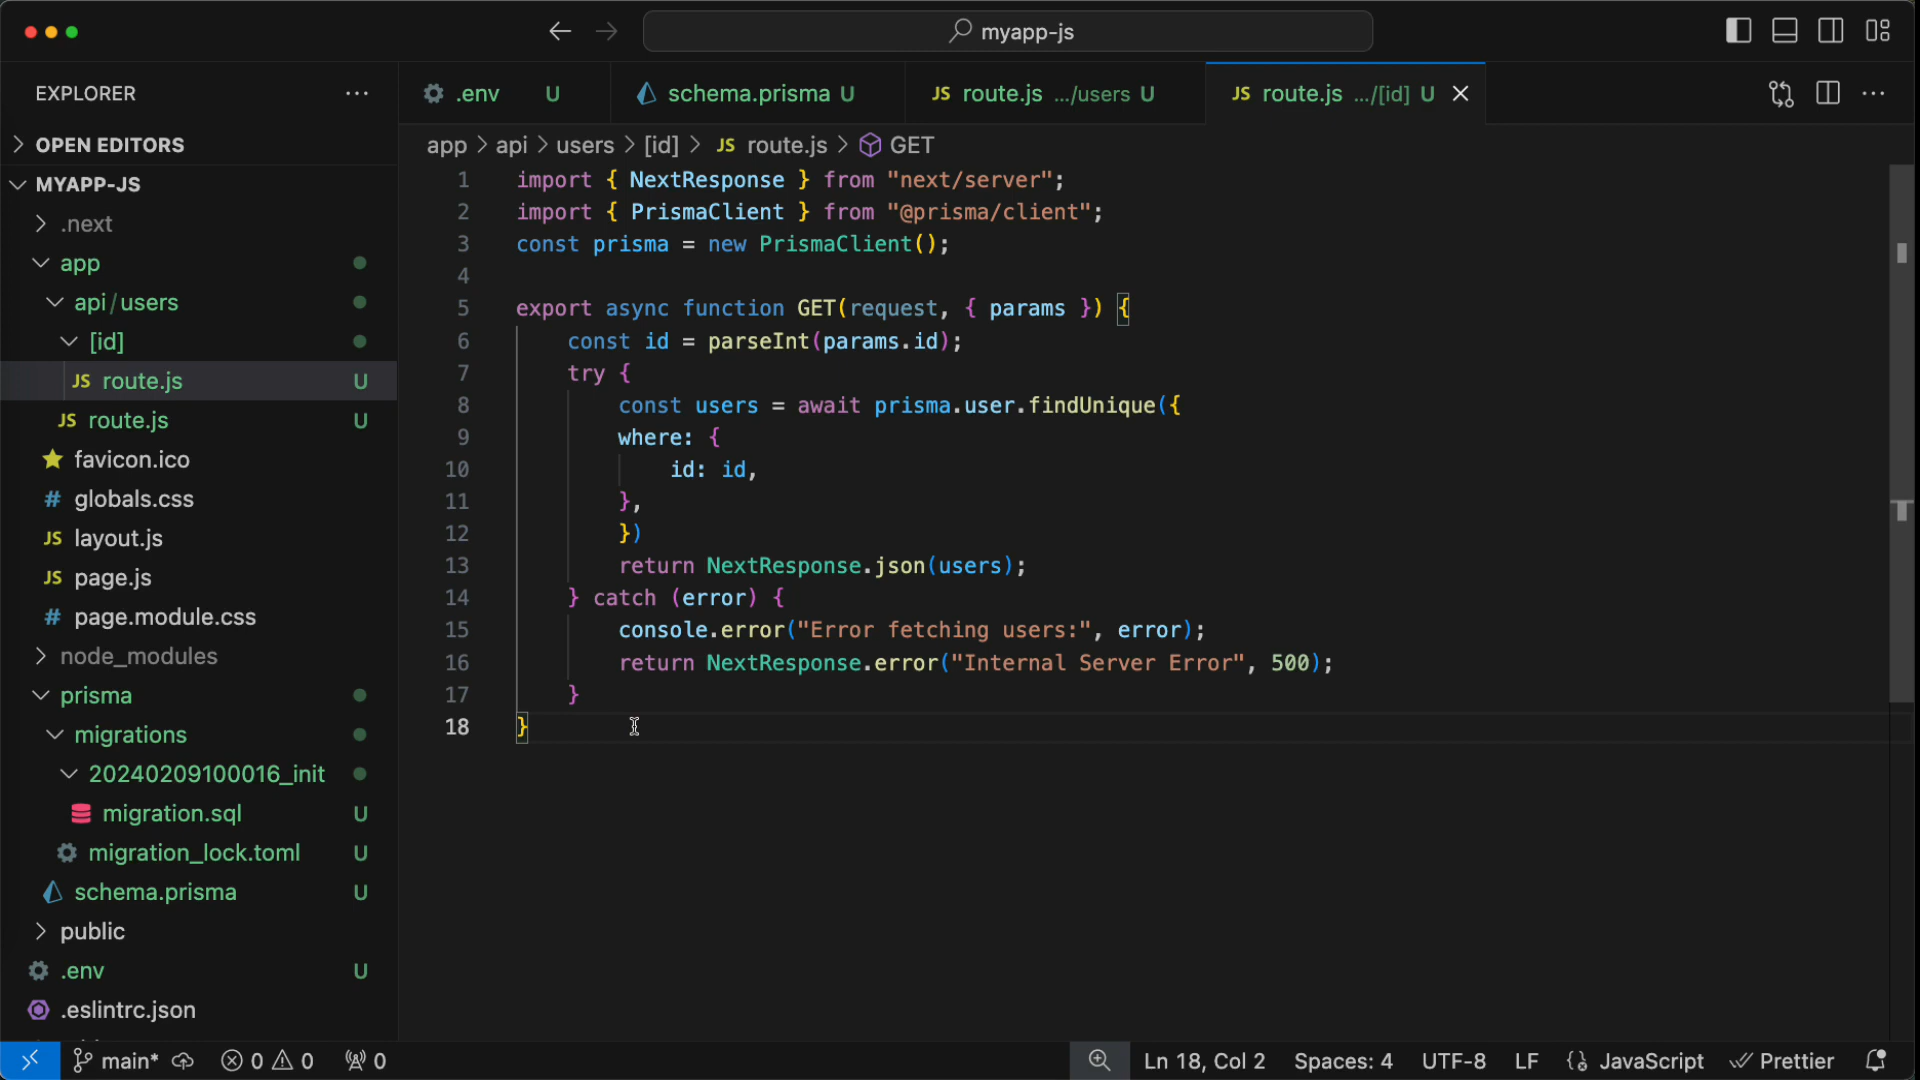 myapp-js
EXPLORER
OPEN EDITORS
MYAPP-JS
.next
app
api/users
[id]
JS route.js U
JS route.js U
favicon.ico
# globals.css
JS layout.js
JS page.js
# page.module.css
node_modules
prisma
migrations
20240209100016_init
migration.sql U
migration_lock.toml U
schema.prisma U
public
.env U
.eslintrc.json
.env U
schema.prisma U
JS route.js .../users U
JS route.js .../[id] U
app > api > users > [id] > JS route.js > GET
1 import { NextResponse } from "next/server";
2 import { PrismaClient } from "@prisma/client";
3 const prisma = new PrismaClient();
4
5 export async function GET(request, { params }) {
6 const id = parseInt(params.id);
7 try {
8 const users = await prisma.user.findUnique({
9 where: {
10 id: id,
11 },
12 })
13 return NextResponse.json(users);
14 } catch (error) {
15 console.error("Error fetching users:", error);
16 return NextResponse.error("Internal Server Error", 500);
17 }
18 }
main* 0 0 0
Ln 18, Col 2 Spaces: 4 UTF-8 LF JavaScript Prettier